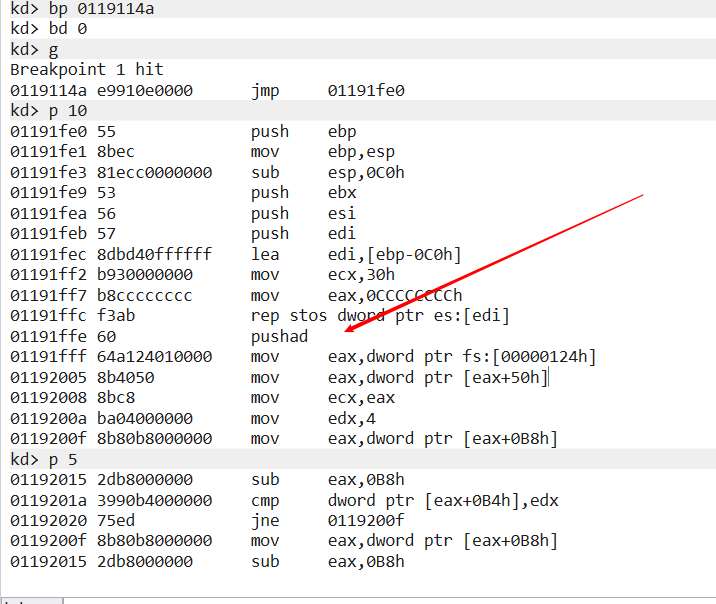 kd> bp 0119114a
kd> bd 0
kd> g
Breakpoint 1 hit
0119114a e9910e0000 jmp 01191fe0
kd> p 10
01191fe0 55 push ebp
01191fe1 8bec mov ebp,esp
01191fe3 81ecc0000000 sub esp,0C0h
01191fe9 53 push ebx
01191fea 56 push esi
01191feb 57 push edi
01191fec 8dbd40ffffff lea edi,[ebp-0C0h]
01191ff2 b930000000 mov ecx,30h
01191ff7 b8cccccccc mov eax,0CCCCCCCCh
01191ffc f3ab rep stos dword ptr es:[edi]
01191ffe 60 pushad
01191fff 64a124010000 mov eax,dword ptr fs:[00000124h]
01192005 8b4050 mov eax,dword ptr [eax+50h]
01192008 8bc8 mov ecx,eax
0119200a ba04000000 mov edx,4
0119200f 8b80b8000000 mov eax,dword ptr [eax+0B8h]
kd> p 5
01192015 2db8000000 sub eax,0B8h
0119201a 3990b4000000 cmp dword ptr [eax+0B4h],edx
01192020 75ed jne 0119200f
0119200f 8b80b8000000 mov eax,dword ptr [eax+0B8h]
01192015 2db8000000 sub eax,0B8h